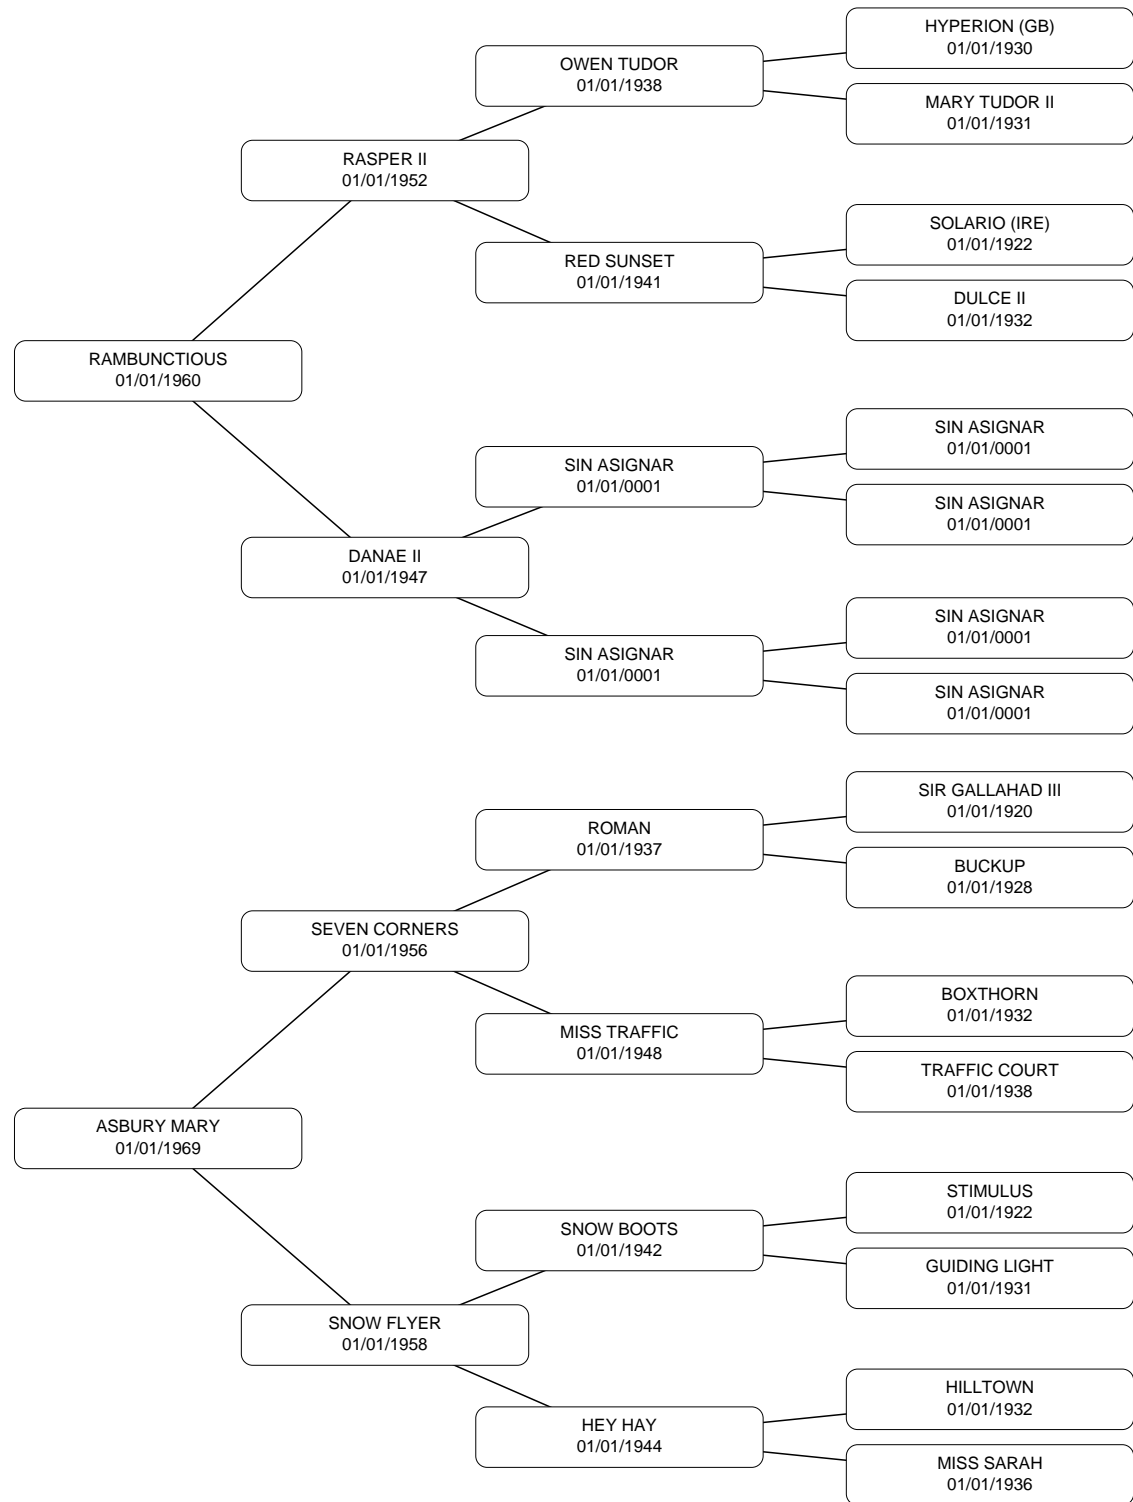 HYPERION (GB)
01/01/1930
OWEN TUDOR
01/01/1938
MARY TUDOR II
01/01/1931
RASPER II
01/01/1952
SOLARIO (IRE)
01/01/1922
RED SUNSET
01/01/1941
DULCE II
01/01/1932
RAMBUNCTIOUS
01/01/1960
SIN ASIGNAR
01/01/0001
SIN ASIGNAR
01/01/0001
SIN ASIGNAR
01/01/0001
DANAE II
01/01/1947
SIN ASIGNAR
01/01/0001
SIN ASIGNAR
01/01/0001
SIN ASIGNAR
01/01/0001
SIR GALLAHAD III
01/01/1920
ROMAN
01/01/1937
BUCKUP
01/01/1928
SEVEN CORNERS
01/01/1956
BOXTHORN
01/01/1932
MISS TRAFFIC
01/01/1948
TRAFFIC COURT
01/01/1938
ASBURY MARY
01/01/1969
STIMULUS
01/01/1922
SNOW BOOTS
01/01/1942
GUIDING LIGHT
01/01/1931
SNOW FLYER
01/01/1958
HILLTOWN
01/01/1932
HEY HAY
01/01/1944
MISS SARAH
01/01/1936